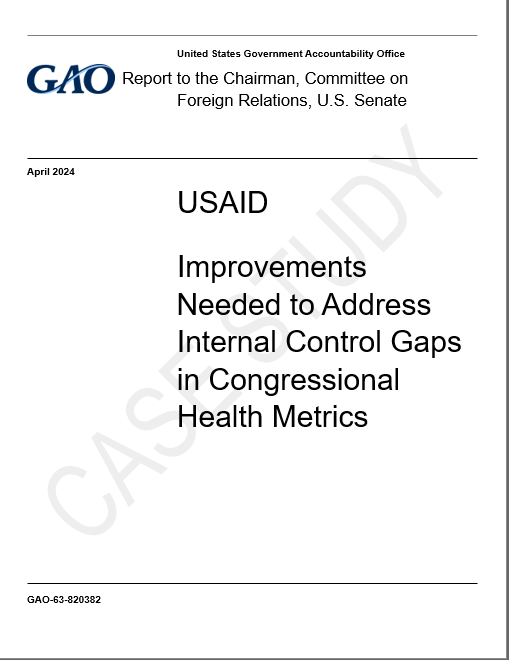 United States Government Accountability Office
GAO
Report to the Chairman, Committee on
Foreign Relations, U.S. Senate
April 2024
USAID
Improvements
Needed to Address
Internal Control Gaps
in Congressional
Health Metrics
CASE STUDY
GAO-63-820382